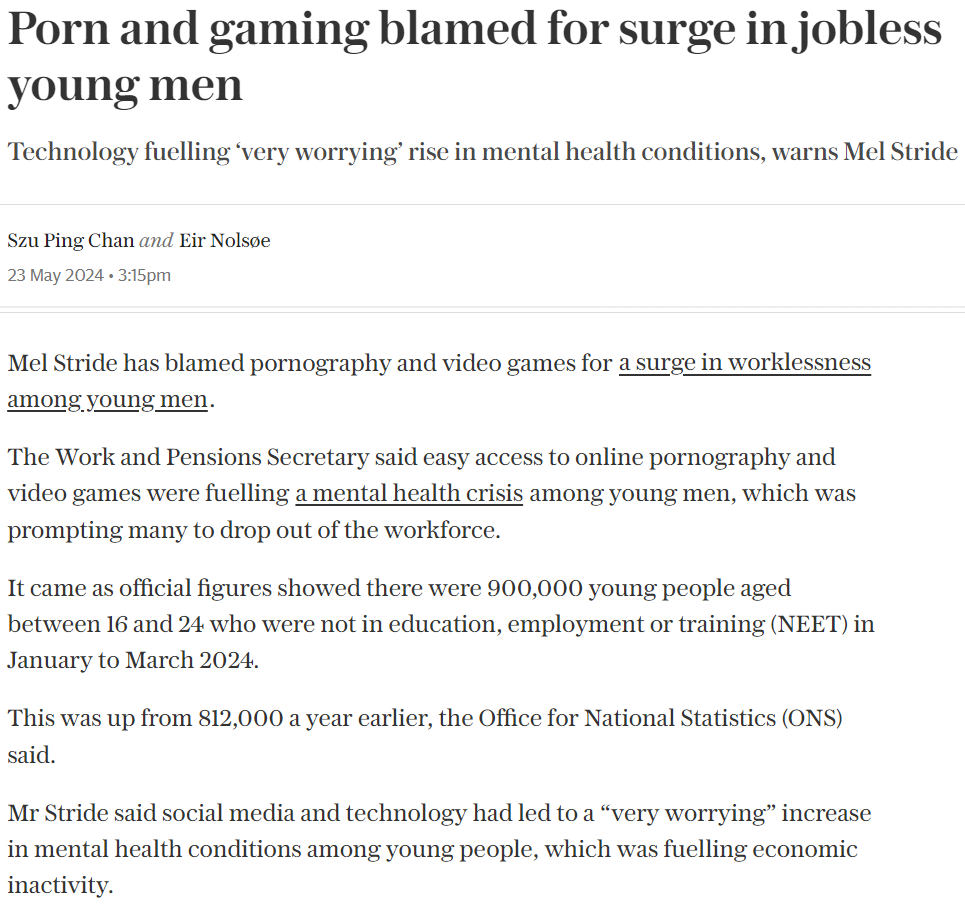 Porn and gaming blamed for surge in jobless
young men
Technology fuelling ‘very worrying’ rise in mental health conditions, warns Mel Stride
Szu Ping Chan and Eir Nolsøe
23 May 2024 • 3:15pm
Mel Stride has blamed pornography and video games for a surge in worklessness
among young men.
The Work and Pensions Secretary said easy access to online pornography and
video games were fuelling a mental health crisis among young men, which was
prompting many to drop out of the workforce.
It came as official figures showed there were 900,000 young people aged
between 16 and 24 who were not in education, employment or training (NEET) in
January to March 2024.
This was up from 812,000 a year earlier, the Office for National Statistics (ONS)
said.
Mr Stride said social media and technology had led to a “very worrying” increase
in mental health conditions among young people, which was fuelling economic
inactivity.